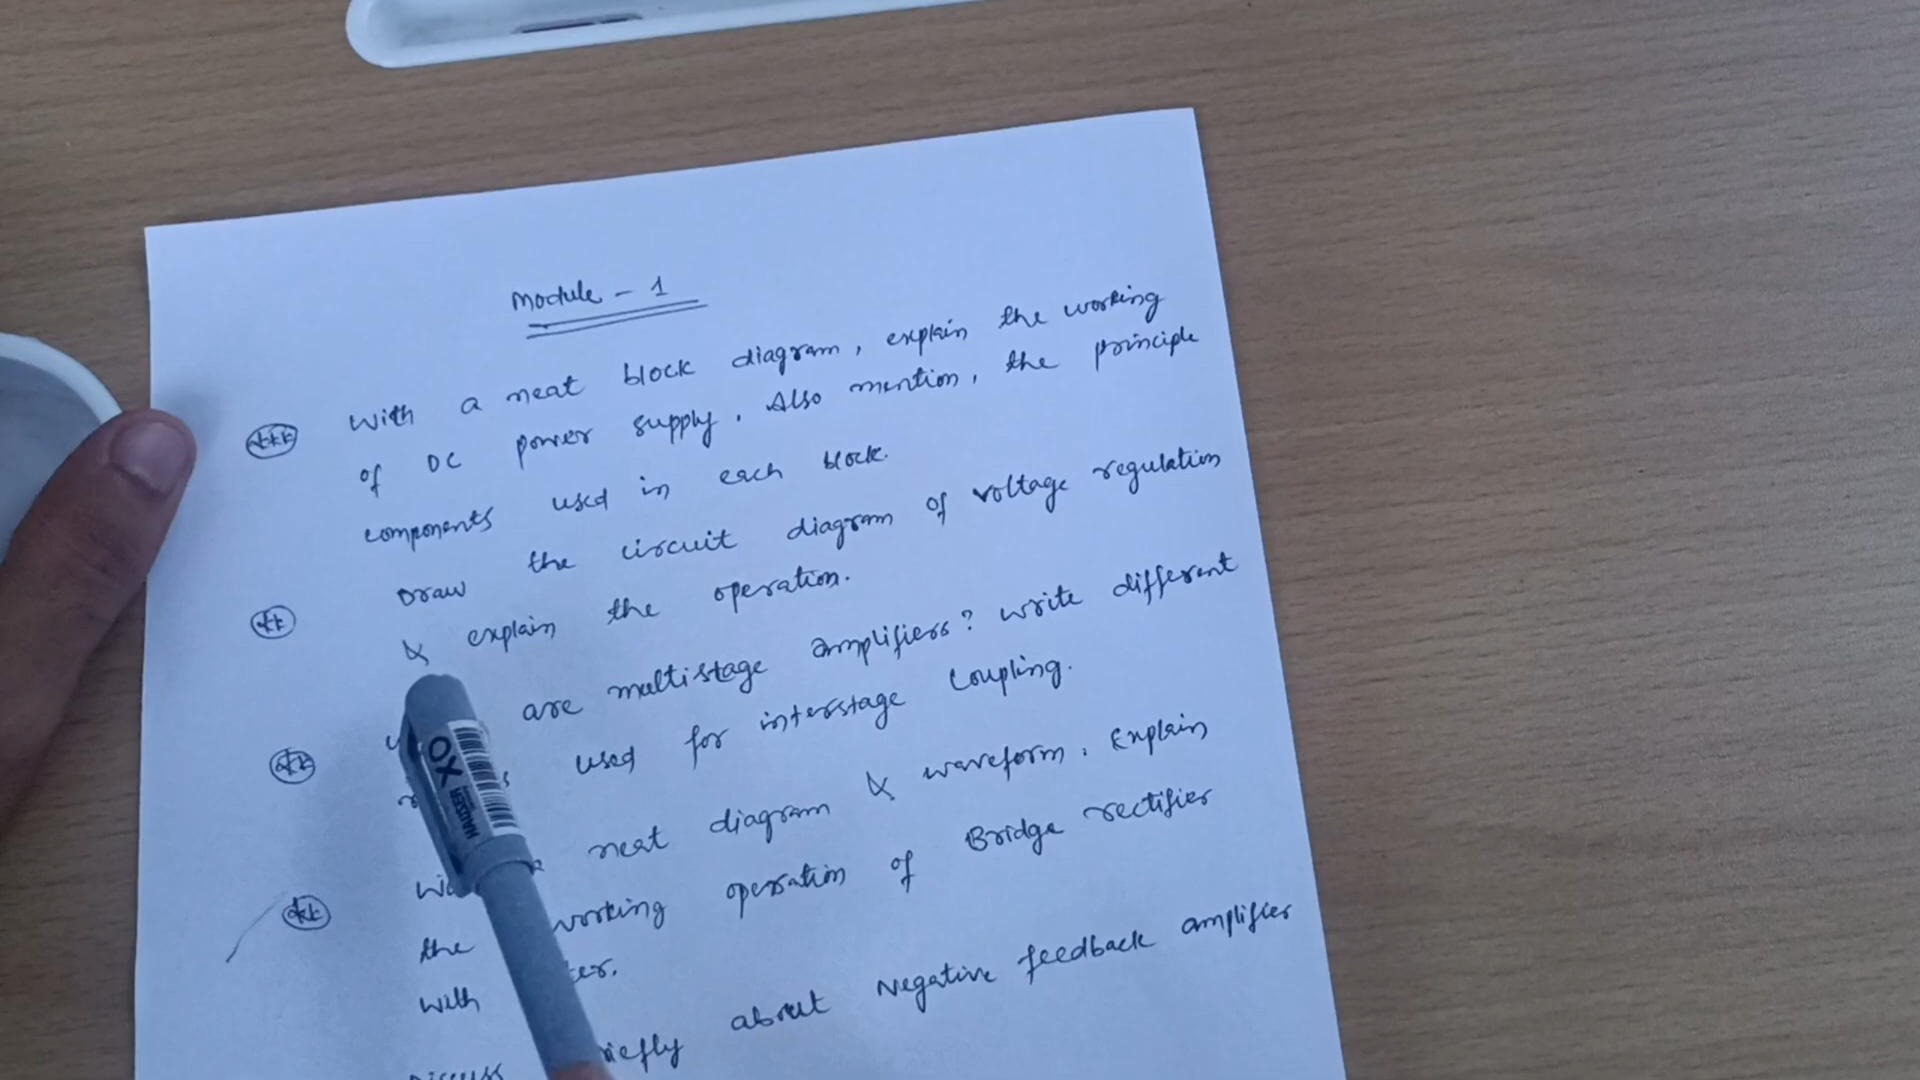 Module - 1
*** With a neat block diagram, explain the working
of DC power supply. Also mention, the principle
components used in each block.
** Draw the circuit diagram of voltage regulation
& explain the operation.
** are multistage amplifiers? Write different
used for interstage coupling.
** neat diagram & waveform. Explain
the working operation of Bridge rectifier
with
about Negative feedback amplifier
OX
HAUSER